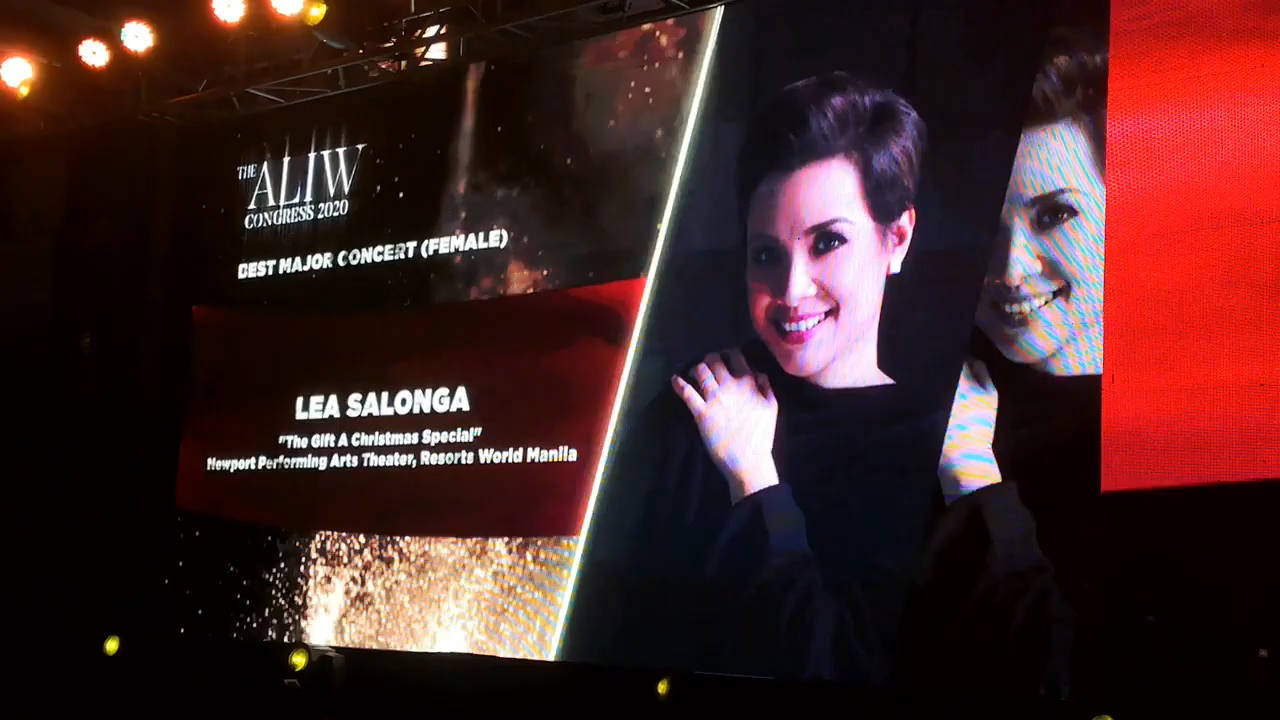 THE ALIW
CONGRESS 2020
BEST MAJOR CONCERT (FEMALE)
LEA SALONGA
"The Gift A Christmas Special"
Newport Performing Arts Theater, Resorts World Manila